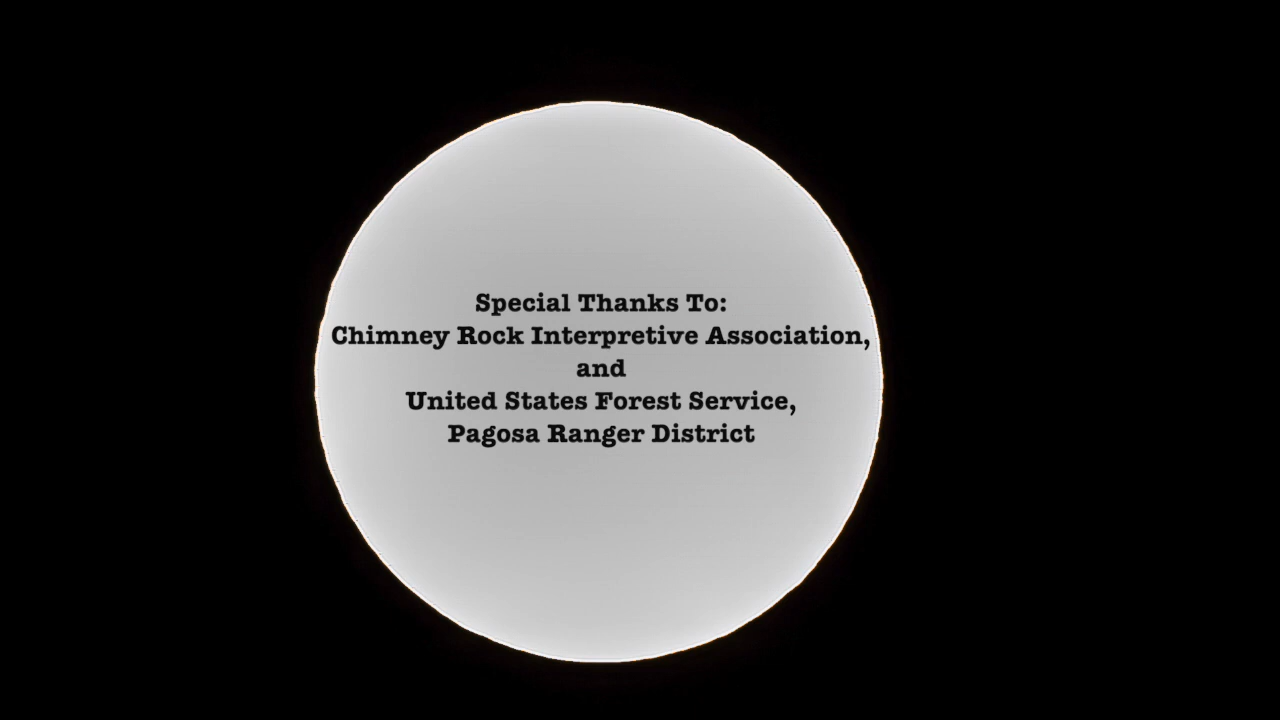 Special Thanks To:
Chimney Rock Interpretive Association,
and
United States Forest Service,
Pagosa Ranger District